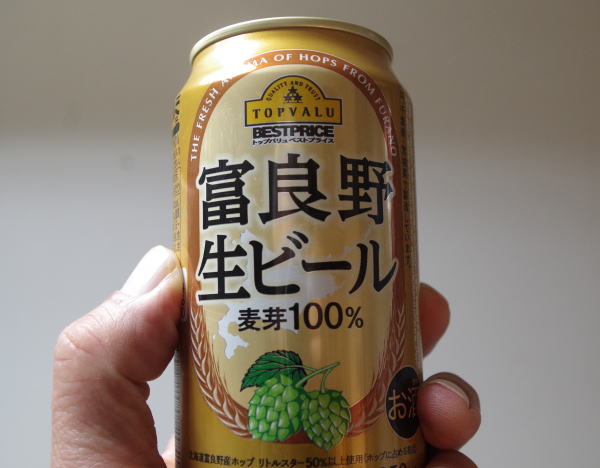 THE FRESH AROMA OF HOPS FROM FURANO
QUALITY AND TRUST
TOPVALU
BESTPRICE
トップバリュ ベストプライス
富良野
生ビール
麦芽100%
お酒
北海道富良野産ホップ リトルスター50%以上使用